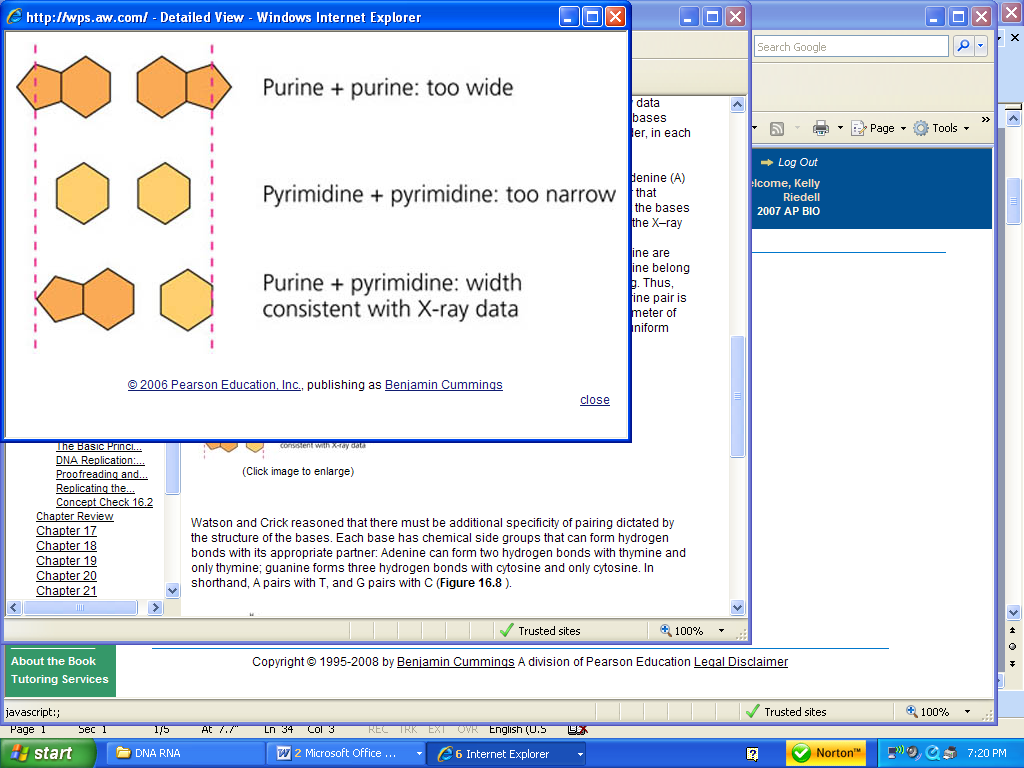 http://wps.aw.com/ - Detailed View - Windows Internet Explorer
Purine + purine: too wide
Pyrimidine + pyrimidine: too narrow
Purine + pyrimidine: width
consistent with X-ray data
© 2006 Pearson Education, Inc., publishing as Benjamin Cummings
close
Search Google
Page
Tools
»
Log Out
elcome, Kelly
Riedell
2007 AP BIO
data
bases
er, in each
denine (A)
that
the bases
the X–ray
ine are
ine belong
g. Thus,
rine pair is
meter of
uniform
The Basic Princi...
DNA Replication:...
Proofreading and...
Replicating the...
Concept Check 16.2
Chapter Review
Chapter 17
Chapter 18
Chapter 19
Chapter 20
Chapter 21
consistent with X-ray data
(Click image to enlarge)
Watson and Crick reasoned that there must be additional specificity of pairing dictated by
the structure of the bases. Each base has chemical side groups that can form hydrogen
bonds with its appropriate partner: Adenine can form two hydrogen bonds with thymine and
only thymine; guanine forms three hydrogen bonds with cytosine and only cytosine. In
shorthand, A pairs with T, and G pairs with C (Figure 16.8 ).
Trusted sites
100%
About the Book
Tutoring Services
Copyright © 1995-2008 by Benjamin Cummings A division of Pearson Education Legal Disclaimer
javascript:;
Trusted sites
100%
Page 1 Sec 1 1/5 At 7.7" Ln 34 Col 3 REC TRK EXT OVR English (U.S
start
DNA RNA
2 Microsoft Office ...
6 Internet Explorer
?
Norton™
7:20 PM